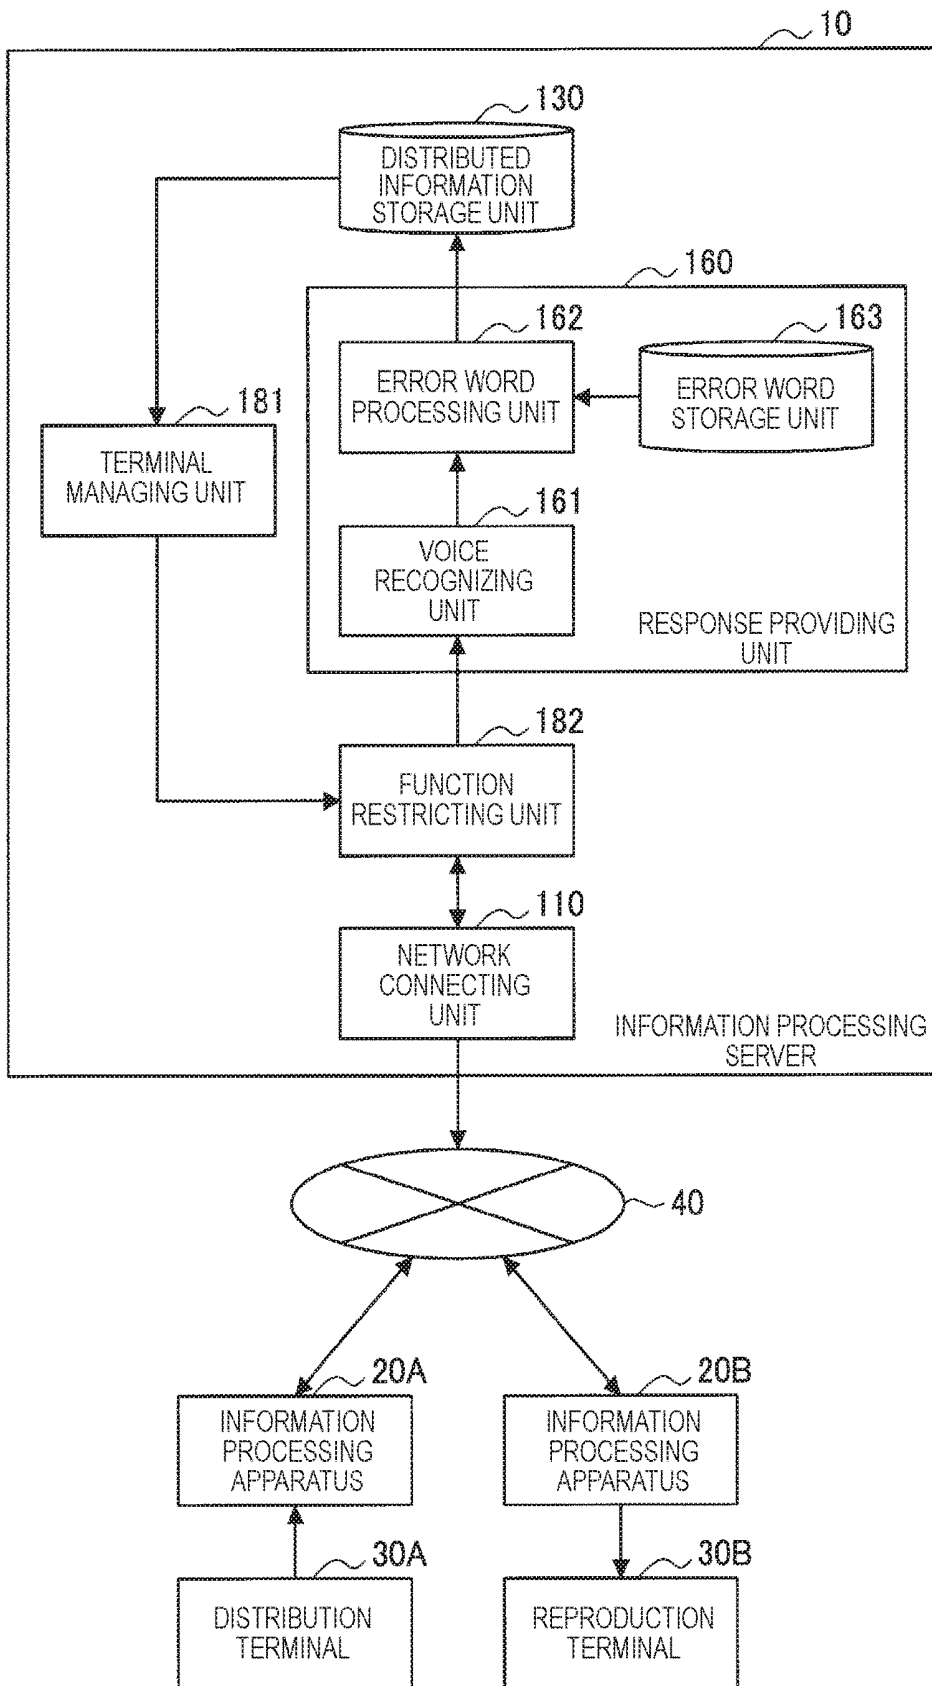 10
130
DISTRIBUTED
INFORMATION
STORAGE UNIT
160
162
163
ERROR WORD
PROCESSING UNIT
ERROR WORD
STORAGE UNIT
181
TERMINAL
MANAGING UNIT
161
VOICE
RECOGNIZING
UNIT
RESPONSE PROVIDING
UNIT
182
FUNCTION
RESTRICTING UNIT
110
NETWORK
CONNECTING
UNIT
INFORMATION PROCESSING
SERVER
40
20A
20B
INFORMATION
PROCESSING
APPARATUS
INFORMATION
PROCESSING
APPARATUS
30A
30B
DISTRIBUTION
TERMINAL
REPRODUCTION
TERMINAL